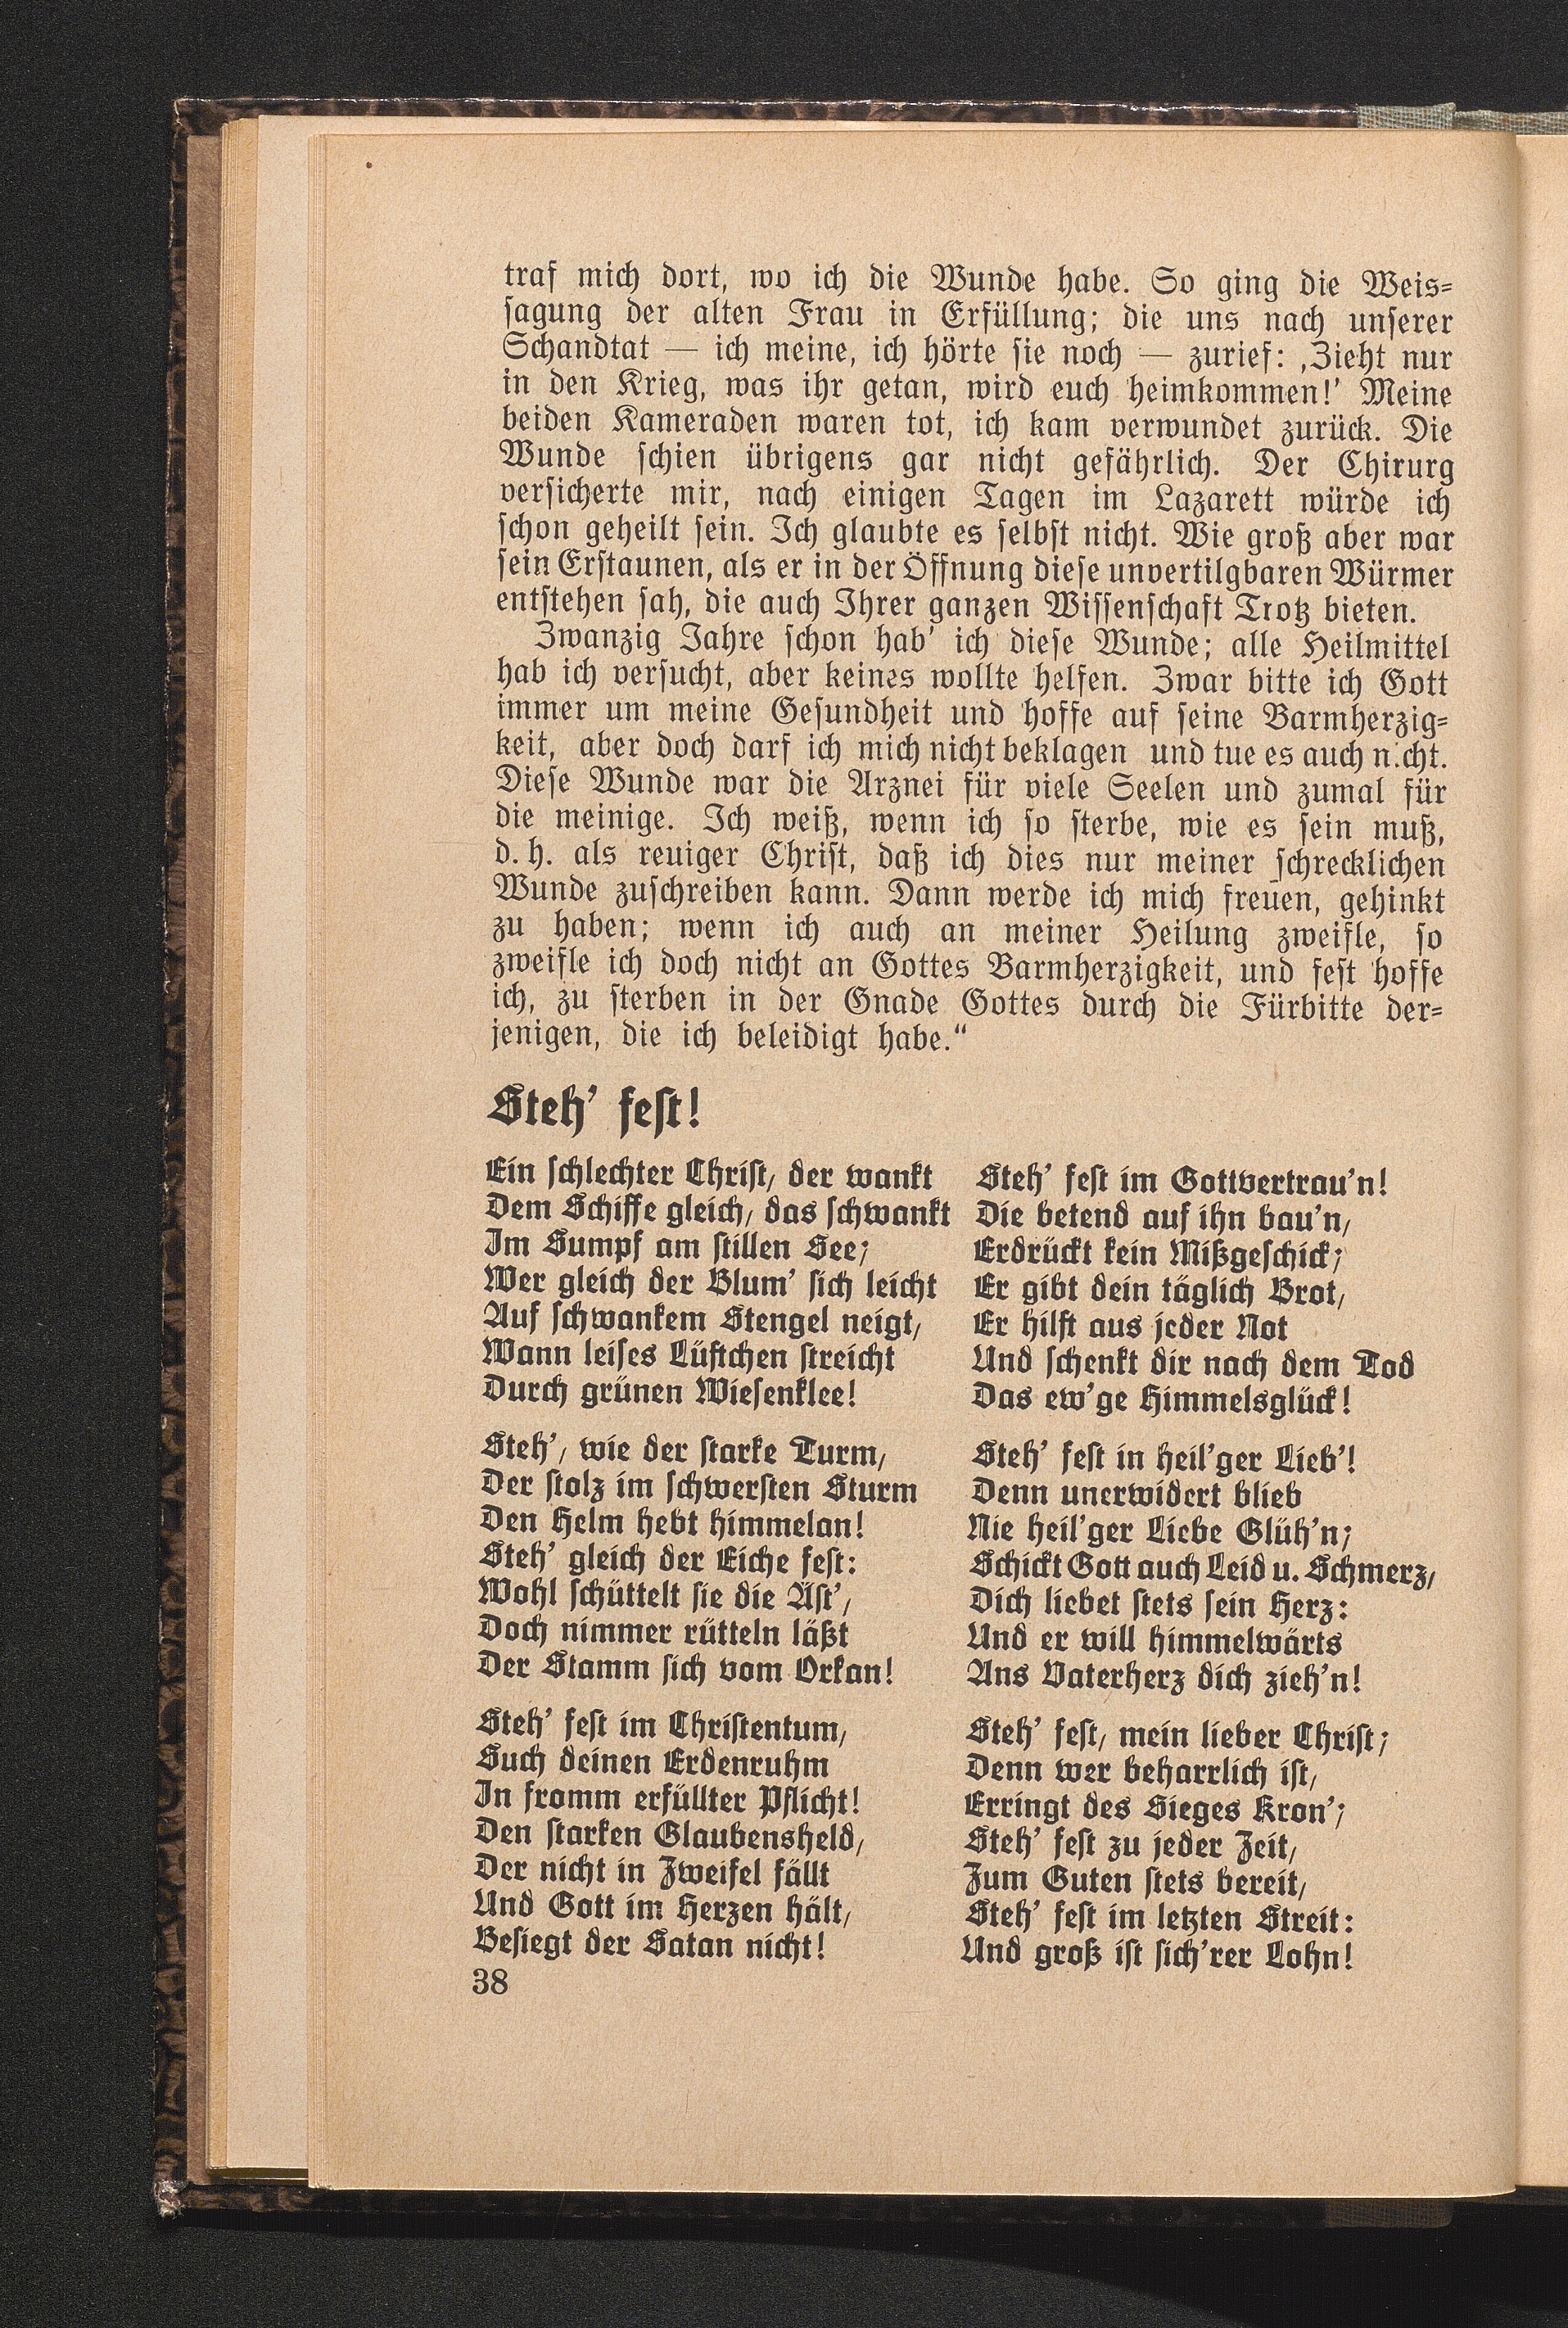 traf mich dort, wo ich die Wunde habe. So ging die Weis-
sagung der alten Frau in Erfüllung; die uns nach unserer
Schandtat — ich meine, ich hörte sie noch — zurief: ‚Zieht nur
in den Krieg, was ihr getan, wird euch heimkommen!’ Meine
beiden Kameraden waren tot, ich kam verwundet zurück. Die
Wunde schien übrigens gar nicht gefährlich. Der Chirurg
versicherte mir, nach einigen Tagen im Lazarett würde ich
schon geheilt sein. Ich glaubte es selbst nicht. Wie groß aber war
sein Erstaunen, als er in der Öffnung diese unvertilgbaren Würmer
entstehen sah, die auch Ihrer ganzen Wissenschaft Trotz bieten.
Zwanzig Jahre schon hab’ ich diese Wunde; alle Heilmittel
hab ich versucht, aber keines wollte helfen. Zwar bitte ich Gott
immer um meine Gesundheit und hoffe auf seine Barmherzig-
keit, aber doch darf ich mich nicht beklagen und tue es auch nicht.
Diese Wunde war die Arznei für viele Seelen und zumal für
die meinige. Ich weiß, wenn ich so sterbe, wie es sein muß,
d. h. als reuiger Christ, daß ich dies nur meiner schrecklichen
Wunde zuschreiben kann. Dann werde ich mich freuen, gehinkt
zu haben; wenn ich auch an meiner Heilung zweifle, so
zweifle ich doch nicht an Gottes Barmherzigkeit, und fest hoffe
ich, zu sterben in der Gnade Gottes durch die Fürbitte der-
jenigen, die ich beleidigt habe.“
Steh’ fest!
Ein schlechter Christ, der wankt
Dem Schiffe gleich, das schwankt
Im Sumpf am stillen See;
Wer gleich der Blum’ sich leicht
Auf schwankem Stengel neigt,
Wann leises Lüftchen streicht
Durch grünen Wiesenklee!
Steh’, wie der starke Turm,
Der stolz im schwersten Sturm
Den Helm hebt himmelan!
Steh’ gleich der Eiche fest:
Wohl schüttelt sie die Äst’,
Doch nimmer rütteln läßt
Der Stamm sich vom Orkan!
Steh’ fest im Christentum,
Such deinen Erdenruhm
In fromm erfüllter Pflicht!
Den starken Glaubensheld,
Der nicht in Zweifel fällt
Und Gott im Herzen hält,
Besiegt der Satan nicht!
Steh’ fest im Gottvertrau’n!
Die betend auf ihn bau’n,
Erdrückt kein Mißgeschick;
Er gibt dein täglich Brot,
Er hilft aus jeder Not
Und schenkt dir nach dem Tod
Das ew’ge Himmelsglück!
Steh’ fest in heil’ger Lieb’!
Denn unerwidert blieb
Nie heil’ger Liebe Glüh’n;
Schickt Gott auch Leid u. Schmerz,
Dich liebet stets sein Herz:
Und er will himmelwärts
Ans Vaterherz dich zieh’n!
Steh’ fest, mein lieber Christ;
Denn wer beharrlich ist,
Erringt des Sieges Kron’;
Steh’ fest zu jeder Zeit,
Zum Guten stets bereit,
Steh’ fest im letzten Streit:
Und groß ist sich’rer Lohn!
38